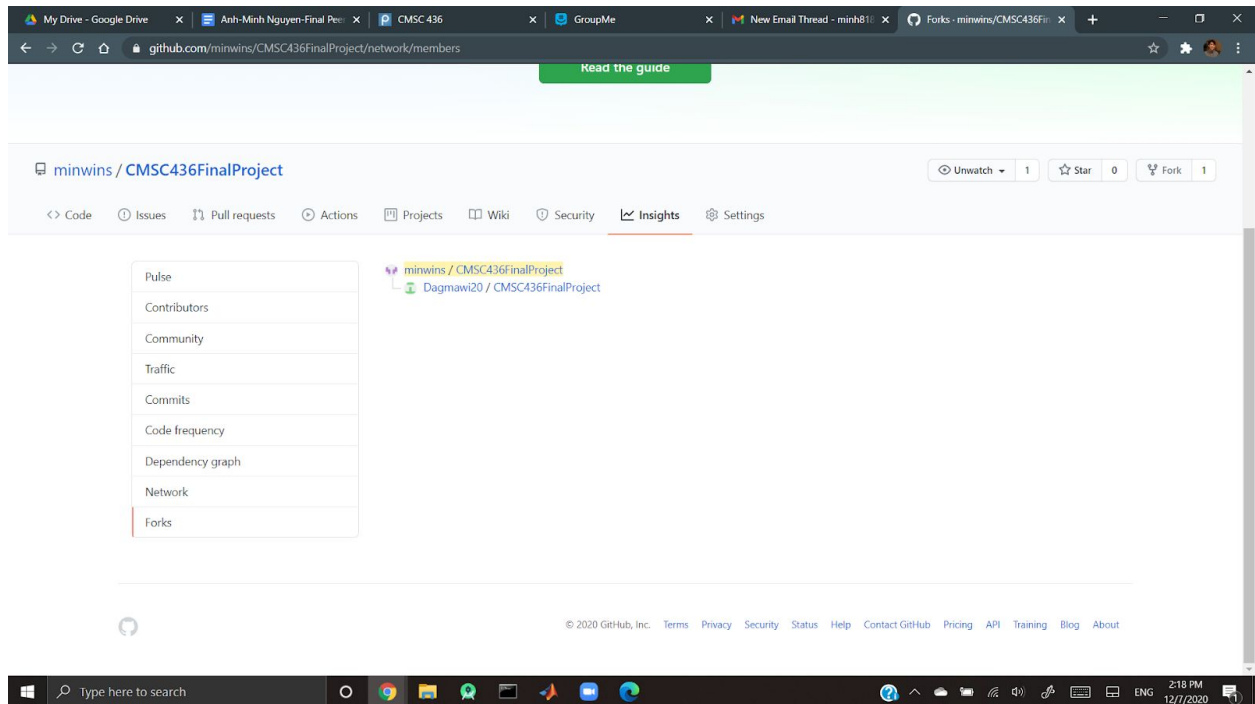 My Drive - Google Drive
Anh-Minh Nguyen-Final Peer
CMSC 436
GroupMe
New Email Thread - minh818
Forks · minwins/CMSC436Fin
github.com/minwins/CMSC436FinalProject/network/members
Read the guide
minwins / CMSC436FinalProject
Unwatch 1 Star 0 Fork 1
Code Issues Pull requests Actions Projects Wiki Security Insights Settings
Pulse
Contributors
Community
Traffic
Commits
Code frequency
Dependency graph
Network
Forks
minwins / CMSC436FinalProject
Dagmawi20 / CMSC436FinalProject
© 2020 GitHub, Inc. Terms Privacy Security Status Help Contact GitHub Pricing API Training Blog About
Type here to search
ENG
2:18 PM
12/7/2020